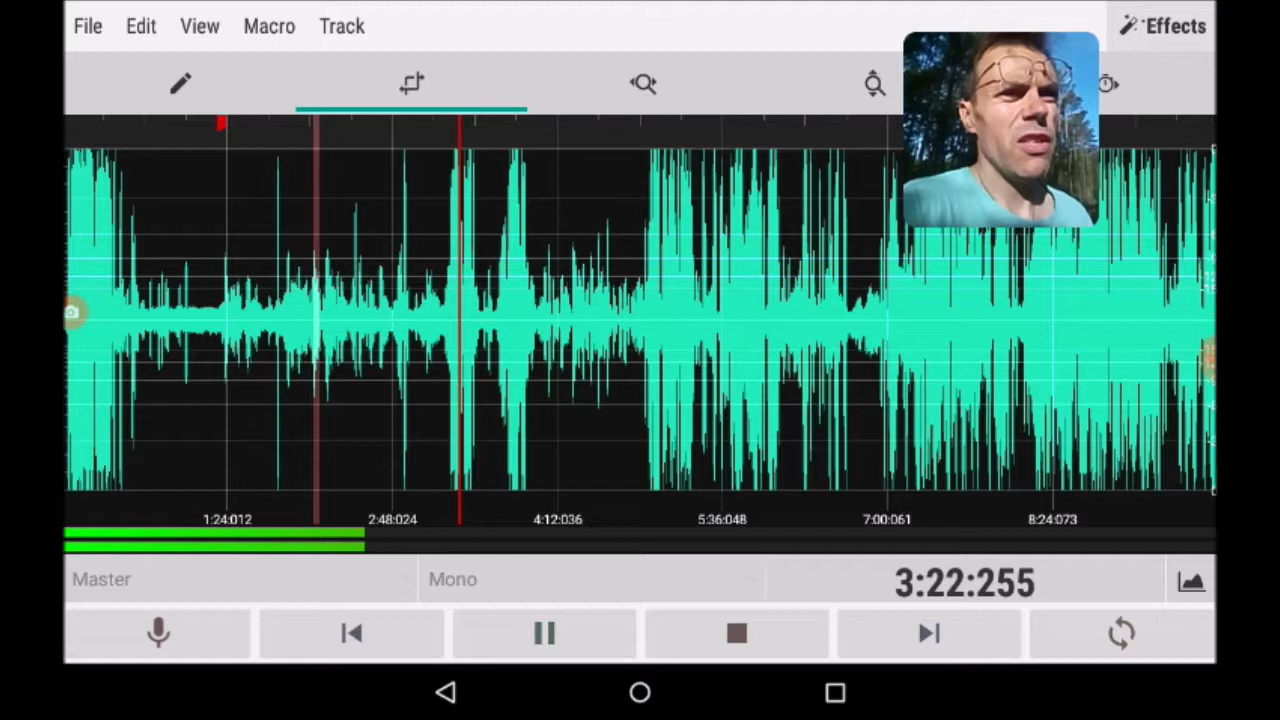 File Edit View Macro Track Effects
1:24:012 2:48:024 4:12:036 5:36:048 7:00:061 8:24:073
Master Mono 3:22:255